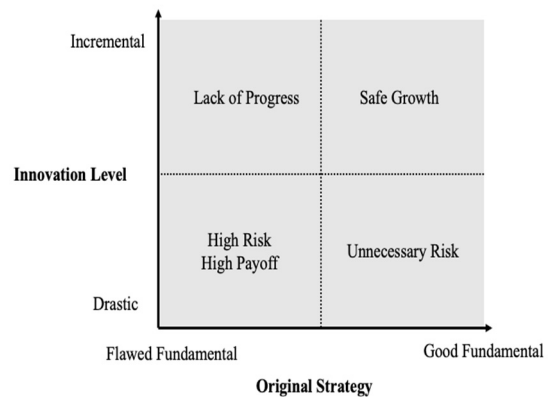 Incremental
Lack of Progress
Safe Growth
Innovation Level
High Risk
High Payoff
Unnecessary Risk
Drastic
Flawed Fundamental
Good Fundamental
Original Strategy